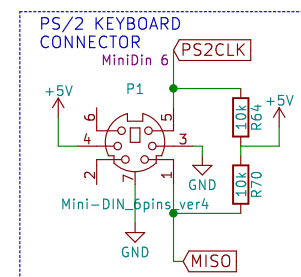 PS/2 KEYBOARD
CONNECTOR
MiniDin 6
PS2CLK
P1
+5V
+5V
6
5
10k
R64
4
3
2
7
1
GND
10k
R70
Mini-DIN_6pins_ver4
GND
MISO